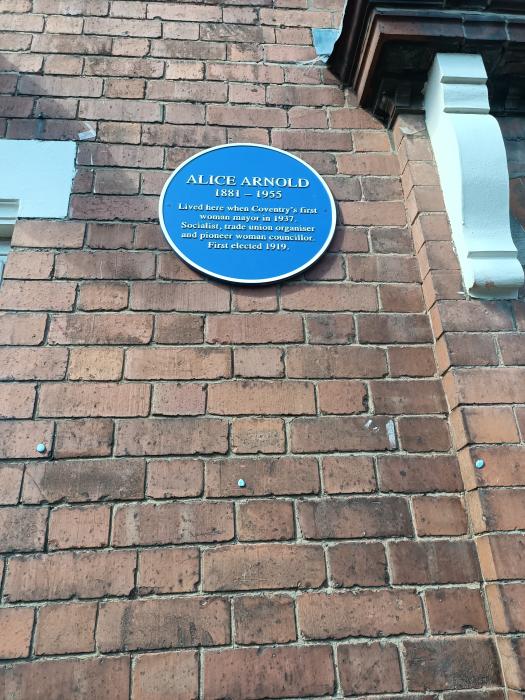 ALICE ARNOLD
1881 – 1955
Lived here when Coventry's first
woman mayor in 1937.
Socialist, trade union organiser
and pioneer woman councillor.
First elected 1919.